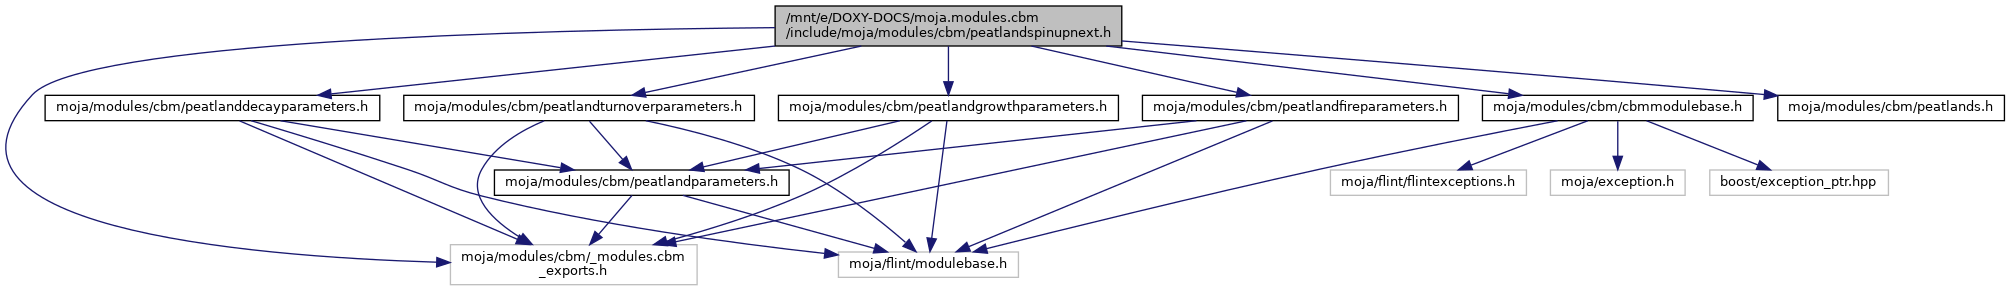 /mnt/e/DOXY-DOCS/moja.modules.cbm
/include/moja/modules/cbm/peatlandspinupnext.h
moja/modules/cbm/peatlanddecayparameters.h
moja/modules/cbm/peatlandturnoverparameters.h
moja/modules/cbm/peatlandgrowthparameters.h
moja/modules/cbm/peatlandfireparameters.h
moja/modules/cbm/cbmmodulebase.h
moja/modules/cbm/peatlands.h
moja/modules/cbm/peatlandparameters.h
moja/flint/flintexceptions.h
moja/exception.h
boost/exception_ptr.hpp
moja/modules/cbm/_modules.cbm
_exports.h
moja/flint/modulebase.h